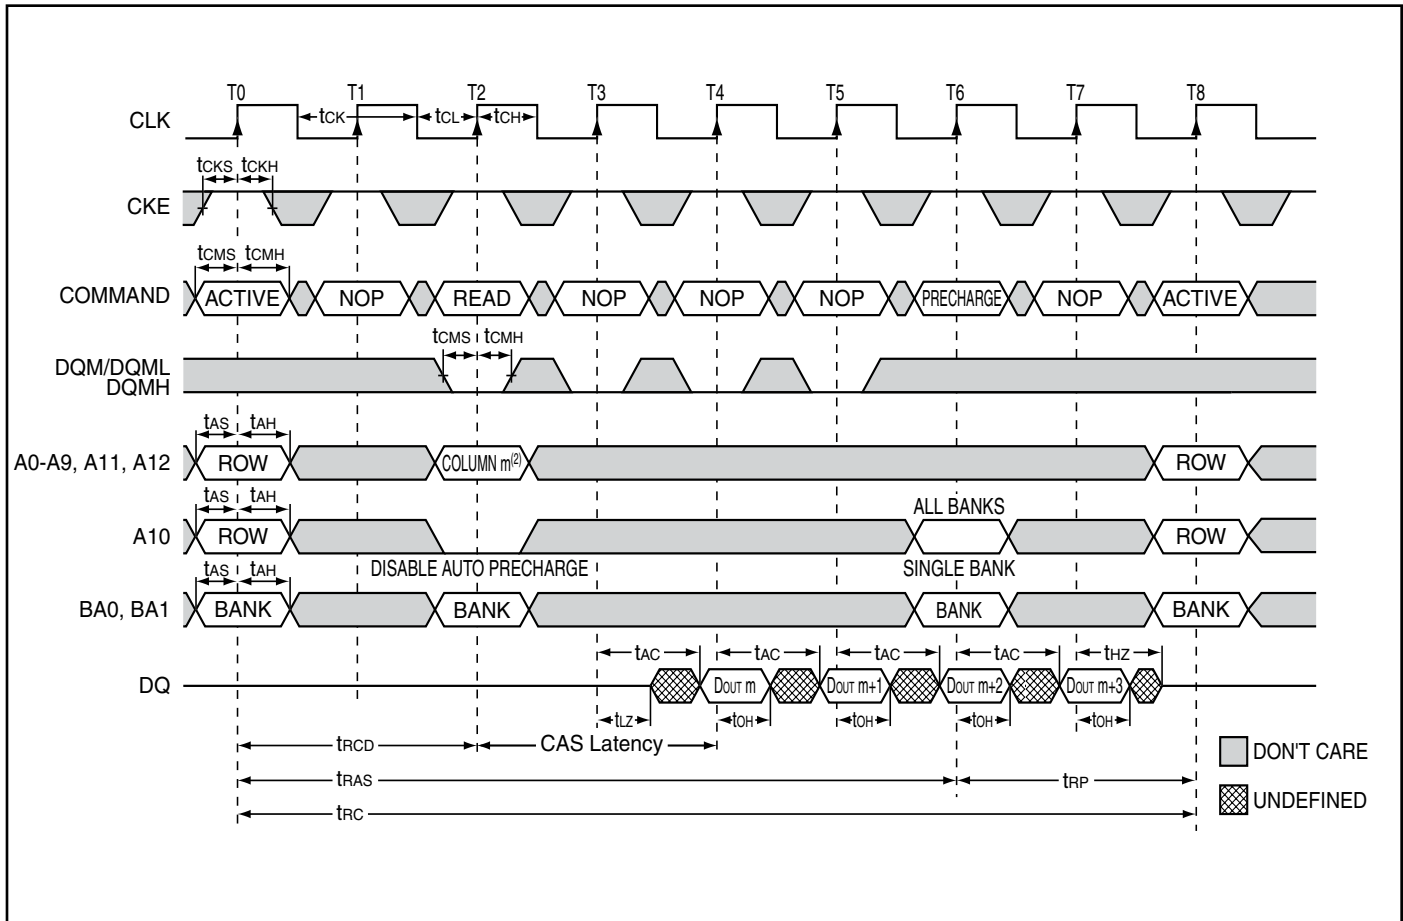 T0 T1 T2 T3 T4 T5 T6 T7 T8
CLK tCK tCL tCH
tCKS tCKH
CKE
tCMS tCMH
COMMAND ACTIVE NOP READ NOP NOP NOP PRECHARGE NOP ACTIVE
tCMS tCMH
DQM/DQML
DQMH
tAS tAH
A0-A9, A11, A12 ROW COLUMN m(2) ROW
tAS tAH
ALL BANKS
A10 ROW ROW
DISABLE AUTO PRECHARGE SINGLE BANK
tAS tAH
BA0, BA1 BANK BANK BANK BANK
tAC tAC tAC tAC tHZ
DQ DOUT m DOUT m+1 DOUT m+2 DOUT m+3
tLZ tOH tOH tOH tOH
tRCD CAS Latency
DON'T CARE
tRAS tRP
UNDEFINED
tRC